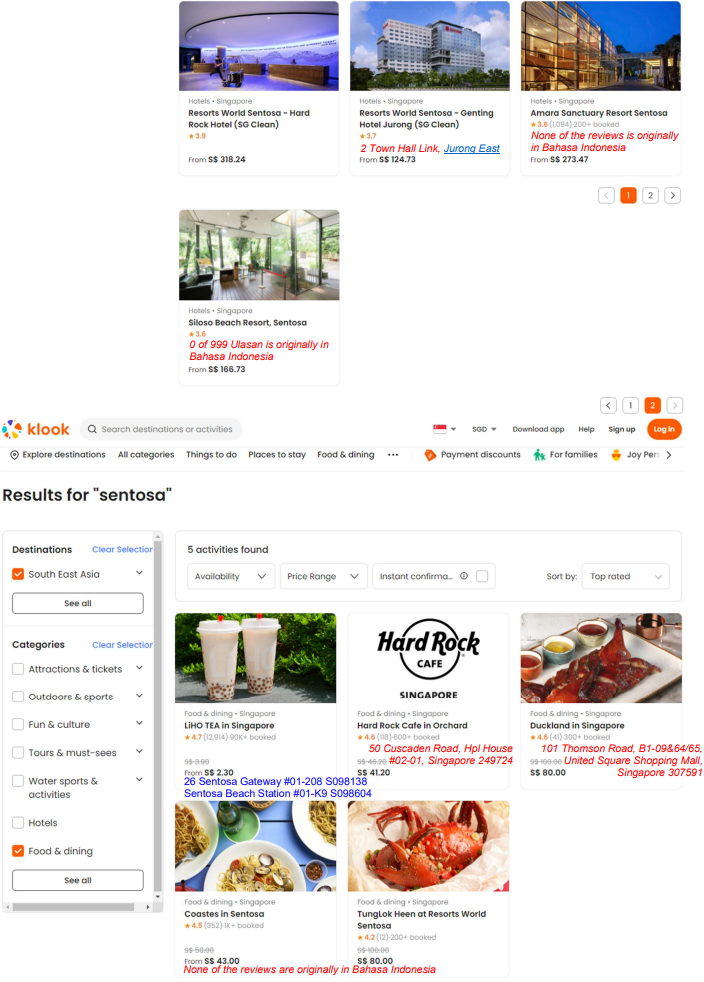 Hotels • Singapore
Resorts World Sentosa - Hard
Rock Hotel (SG Clean)
★ 3.9
From S$ 318.24
Hotels • Singapore
Resorts World Sentosa - Genting
Hotel Jurong (SG Clean)
★ 3.7
2 Town Hall Link, Jurong East
From S$ 124.73
Hotels • Singapore
Amara Sanctuary Resort Sentosa
★ 3.6 (1,094) 200+ booked
None of the reviews is originally
in Bahasa Indonesia
From S$ 273.47
< 1 2 >
Hotels • Singapore
Siloso Beach Resort, Sentosa
★ 3.6
0 of 999 Ulasan is originally in
Bahasa Indonesia
From S$ 166.73
< 1 2 >
klook
Search destinations or activities
SGD
Download app
Help
Sign up
Log in
Explore destinations
All categories
Things to do
Places to stay
Food & dining
•••
Payment discounts
For families
Joy Pers
Results for "sentosa"
Destinations
Clear Selection
South East Asia
See all
Categories
Clear Selection
Attractions & tickets
Outdoors & sports
Fun & culture
Tours & must-sees
Water sports &
activities
Hotels
Food & dining
See all
5 activities found
Availability
Price Range
Instant confirma...
Sort by:
Top rated
Food & dining • Singapore
LiHO TEA in Singapore
★ 4.7 (12,914)•90K+ booked
S$ 3.90
From S$ 2.30
26 Sentosa Gateway #01-208 S098138
Sentosa Beach Station #01-K9 S098604
Hard Rock
CAFE
SINGAPORE
Food & dining • Singapore
Hard Rock Cafe in Orchard
★ 4.6 (118)•600+ booked
50 Cuscaden Road, Hpl House
#02-01, Singapore 249724
S$ 46.20
S$ 41.20
Food & dining • Singapore
Duckland in Singapore
★ 4.6 (41)•300+ booked
101 Thomson Road, B1-09&64/65,
United Square Shopping Mall,
Singapore 307591
S$ 100.00
S$ 80.00
Food & dining • Singapore
Coastes in Sentosa
★ 4.5 (352)•1K+ booked
S$ 50.00
From S$ 43.00
Food & dining • Singapore
TungLok Heen at Resorts World
Sentosa
★ 4.2 (12)•200+ booked
S$ 100.00
S$ 80.00
None of the reviews are originally in Bahasa Indonesia